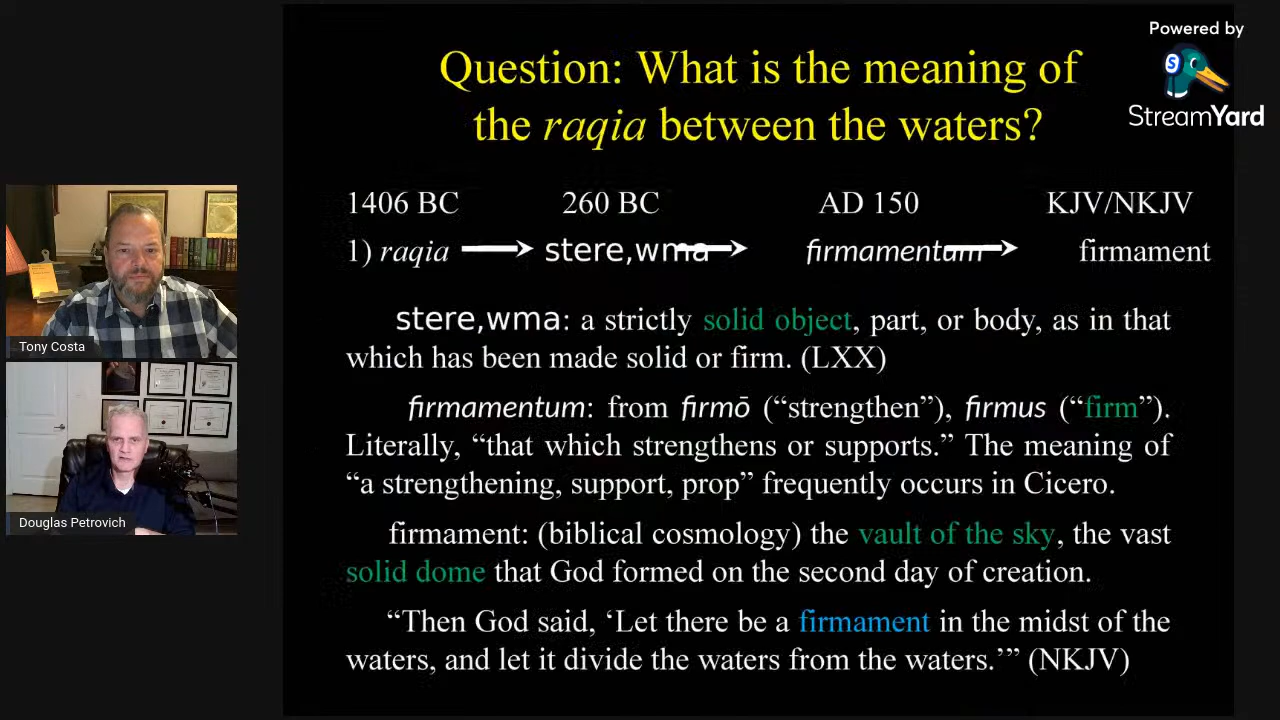 Powered by
StreamYard
Question: What is the meaning of
the raqia between the waters?
1406 BC 260 BC AD 150 KJV/NKJV
1) raqia stere,wma firmamentum firmament
stere,wma: a strictly solid object, part, or body, as in that
which has been made solid or firm. (LXX)
firmamentum: from firmō (“strengthen”), firmus (“firm”).
Literally, “that which strengthens or supports.” The meaning of
“a strengthening, support, prop” frequently occurs in Cicero.
firmament: (biblical cosmology) the vault of the sky, the vast
solid dome that God formed on the second day of creation.
“Then God said, ‘Let there be a firmament in the midst of the
waters, and let it divide the waters from the waters.’” (NKJV)
Tony Costa
Douglas Petrovich